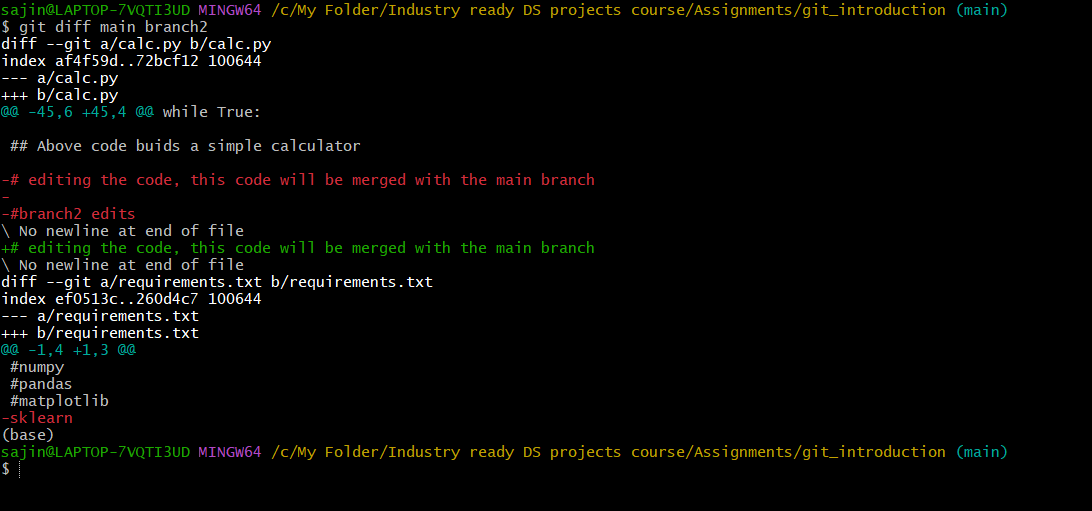 sajin@LAPTOP-7VQTI3UD MINGW64 /c/My Folder/Industry ready DS projects course/Assignments/git_introduction (main)
$ git diff main branch2
diff --git a/calc.py b/calc.py
index af4f59d..72bcf12 100644
--- a/calc.py
+++ b/calc.py
@@ -45,6 +45,4 @@ while True:
 ## Above code buids a simple calculator
-# editing the code, this code will be merged with the main branch
-
-#branch2 edits
\ No newline at end of file
+# editing the code, this code will be merged with the main branch
\ No newline at end of file
diff --git a/requirements.txt b/requirements.txt
index ef0513c..260d4c7 100644
--- a/requirements.txt
+++ b/requirements.txt
@@ -1,4 +1,3 @@
 #numpy
 #pandas
 #matplotlib
-sklearn
(base)
sajin@LAPTOP-7VQTI3UD MINGW64 /c/My Folder/Industry ready DS projects course/Assignments/git_introduction (main)
$